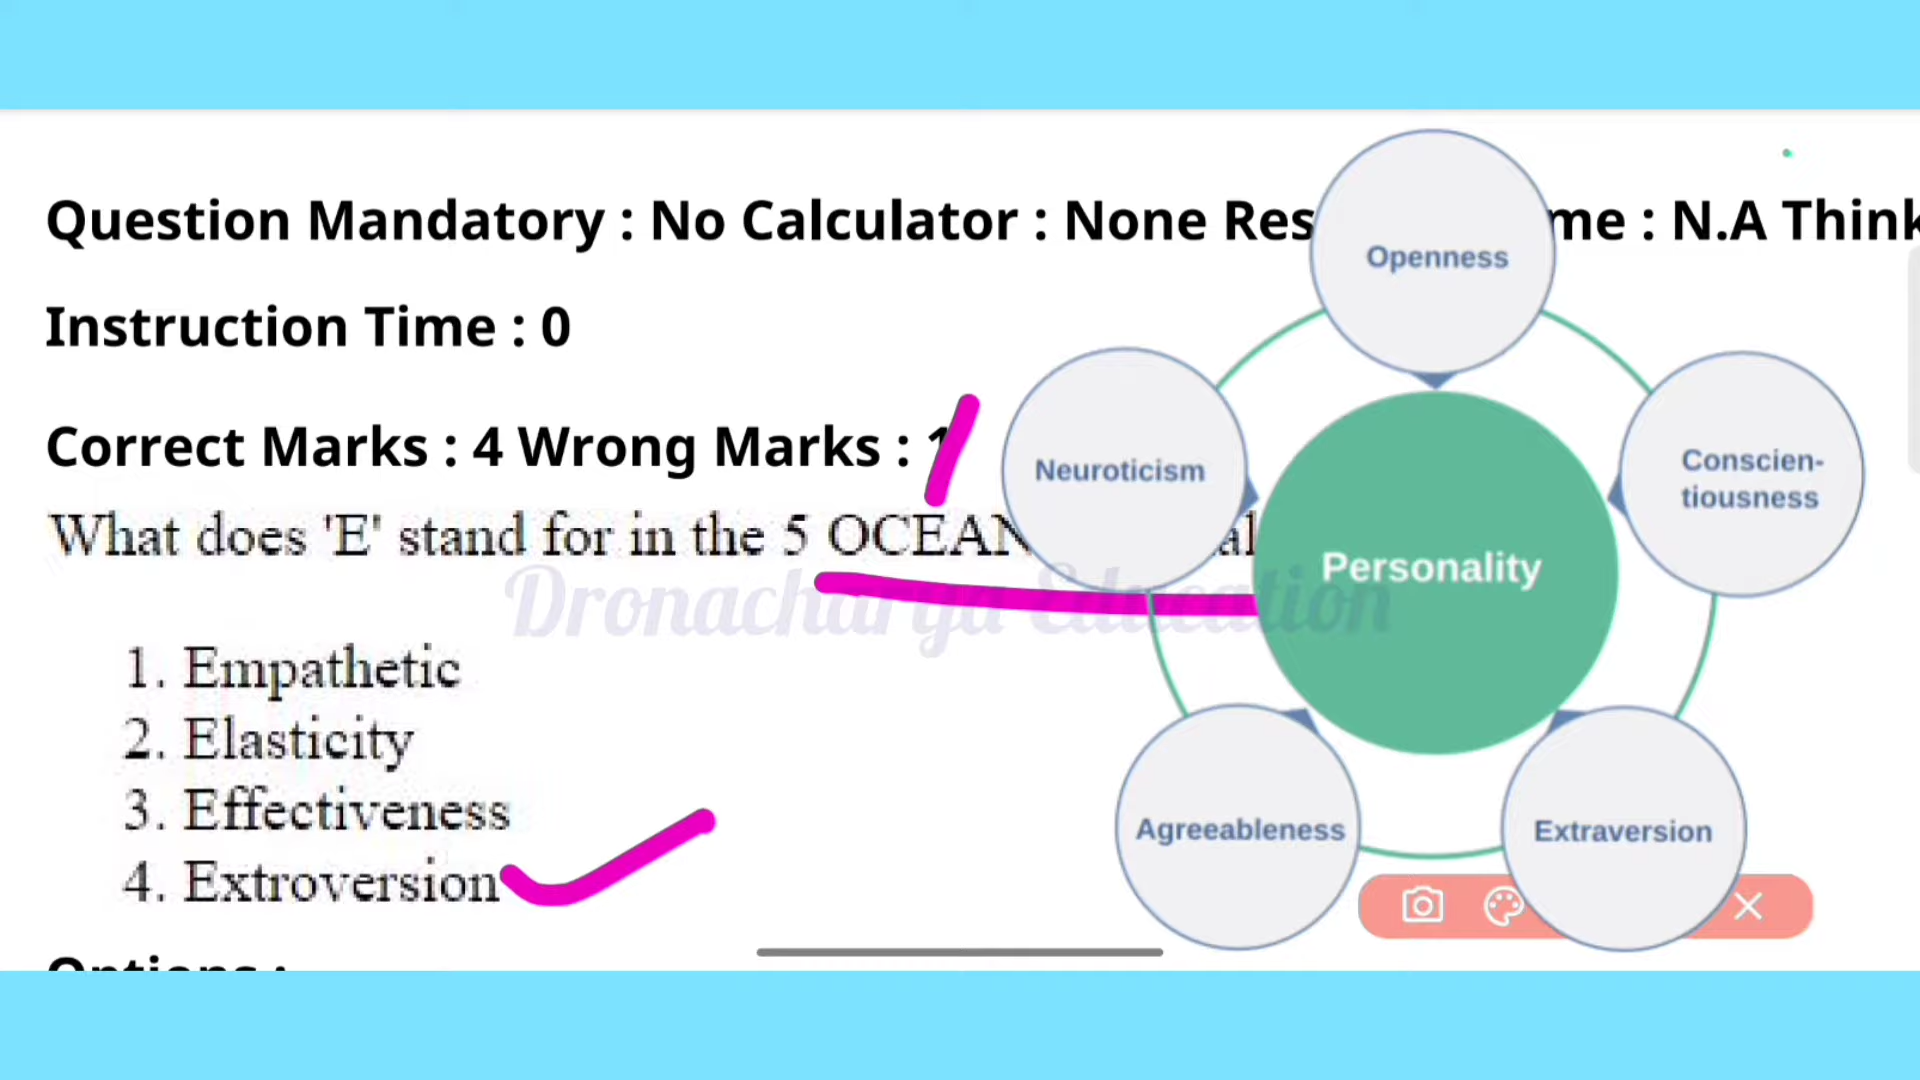 Question Mandatory : No Calculator : None Res me : N.A Think
Instruction Time : 0
Correct Marks : 4 Wrong Marks : 1
What does 'E' stand for in the 5 OCEAN
1. Empathetic
2. Elasticity
3. Effectiveness
4. Extroversion
Options :
Openness
Neuroticism
Conscien-
tiousness
Personality
Agreeableness
Extraversion
Dronacharya Education